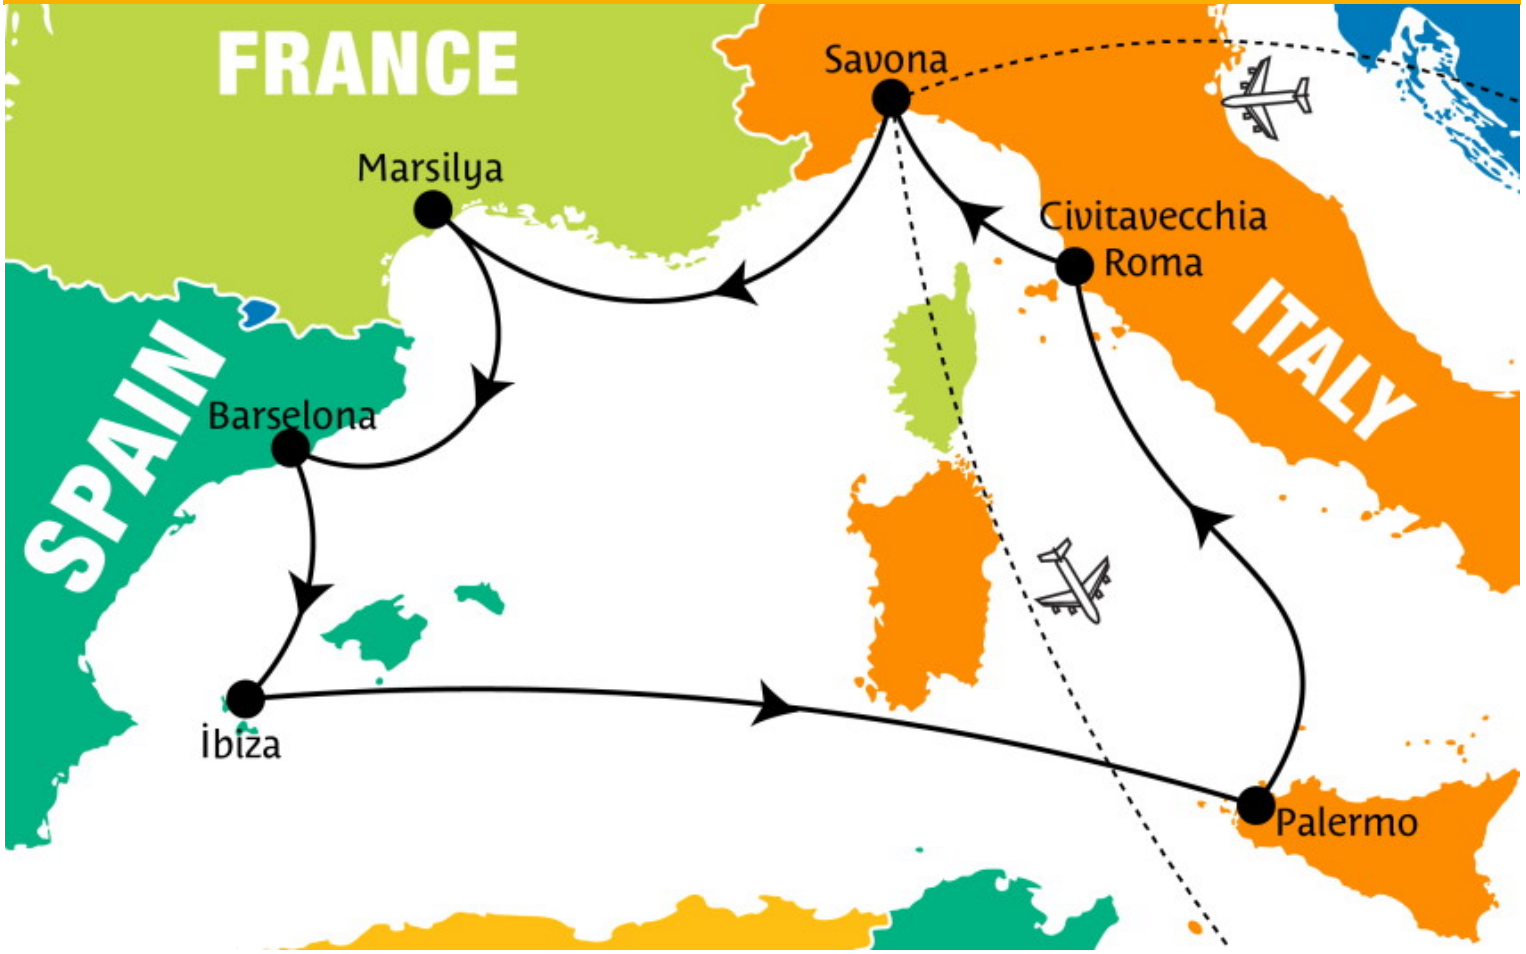 FRANCE
Savona
Marsilya
Civitavecchia
Roma
ITALY
SPAIN
Barselona
İbiza
Palermo